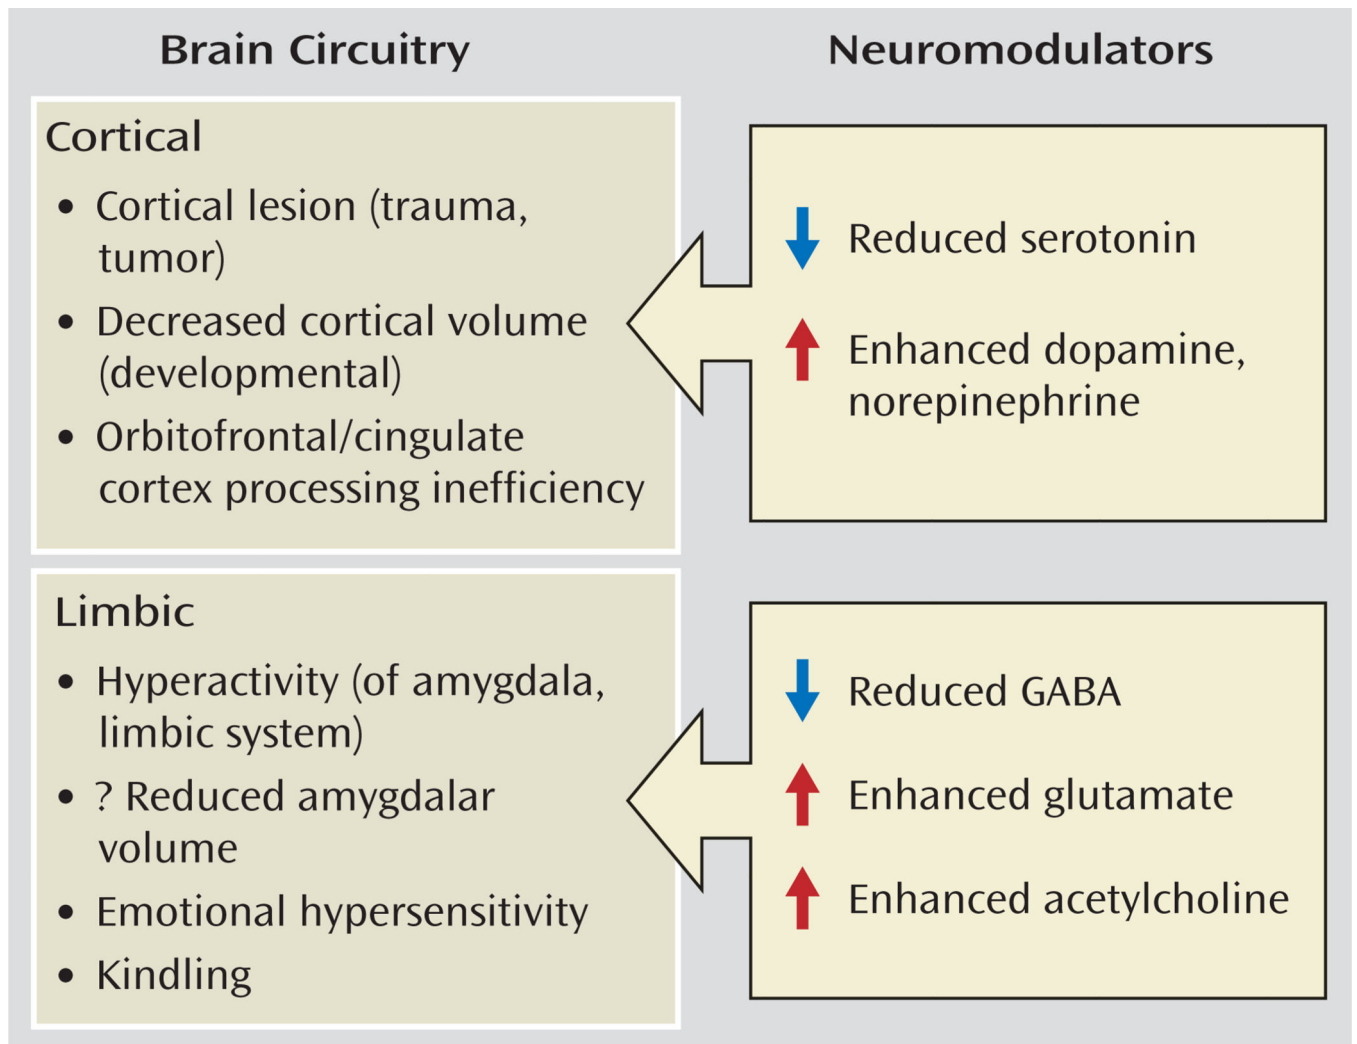 Brain Circuitry
Neuromodulators
Cortical
• Cortical lesion (trauma,
tumor)
• Decreased cortical volume
(developmental)
• Orbitofrontal/cingulate
cortex processing inefficiency
Reduced serotonin
Enhanced dopamine,
norepinephrine
Limbic
• Hyperactivity (of amygdala,
limbic system)
• ? Reduced amygdalar
volume
• Emotional hypersensitivity
• Kindling
Reduced GABA
Enhanced glutamate
Enhanced acetylcholine